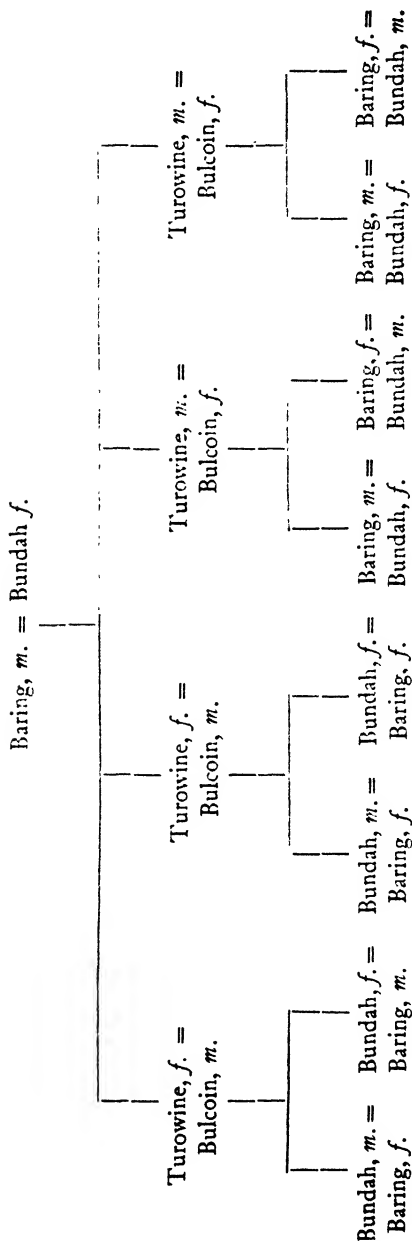 Baring, m. = Bundah f.
Turowine, f. =
Bulcoin, m.
Turowine, f. =
Bulcoin, m.
Turowine, m. =
Bulcoin, f.
Turowine, m. =
Bulcoin, f.
Bundah, m. =
Baring, f.
Bundah, f. =
Baring, m.
Bundah, m. =
Baring, f.
Bundah, f. =
Baring, f.
Baring, m. =
Bundah, f.
Baring, f. =
Bundah, m.
Baring, m. =
Bundah, f.
Baring, f. =
Bundah, m.